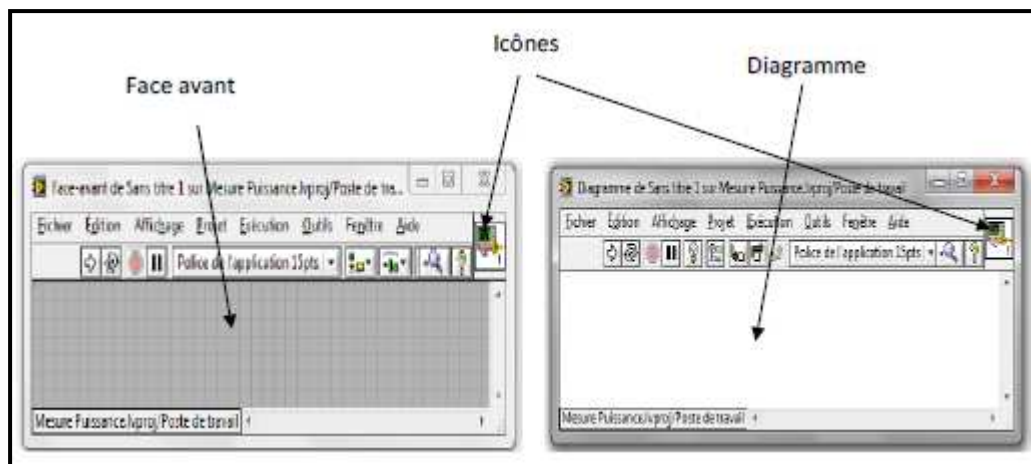 Icônes
Face avant
Diagramme
Face-avant de Sans titre 1 sur Mesure Puissance.lvproj/Poste de tra...
Fichier Édition Affichage Projet Exécution Outils Fenêtre Aide
Police de l'application 15pts
Mesure Puissance.lvproj/Poste de travail
Diagramme de Sans titre 1 sur Mesure Puissance.lvproj/Poste de travail
Fichier Édition Affichage Projet Exécution Outils Fenêtre Aide
Police de l'application 15pts
Mesure Puissance.lvproj/Poste de travail